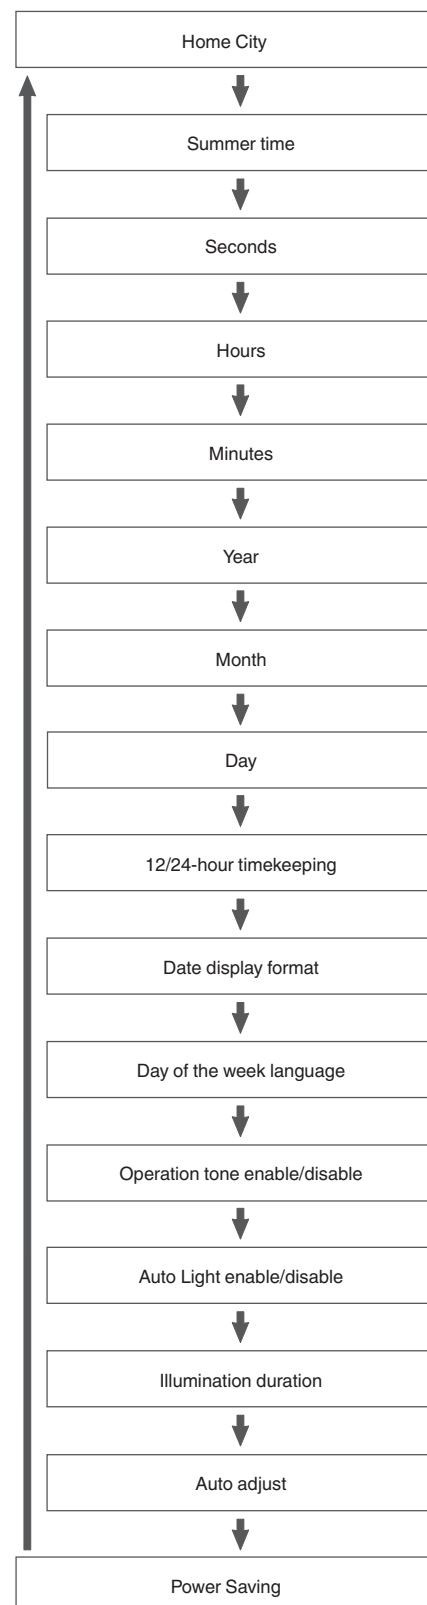 Home City
Summer time
Seconds
Hours
Minutes
Year
Month
Day
12/24-hour timekeeping
Date display format
Day of the week language
Operation tone enable/disable
Auto Light enable/disable
Illumination duration
Auto adjust
Power Saving